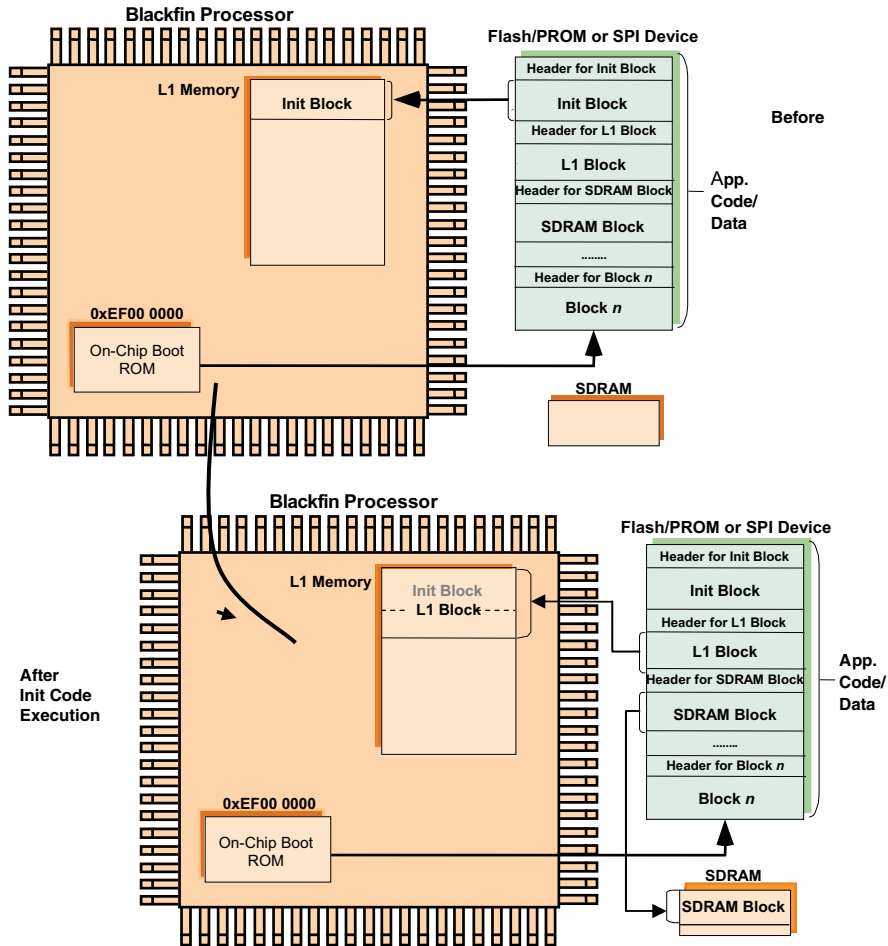 Blackfin Processor
Flash/PROM or SPI Device
L1 Memory
Init Block
Header for Init Block
Init Block
Header for L1 Block
L1 Block
Header for SDRAM Block
SDRAM Block
........
Header for Block n
Block n
Before
App.
Code/
Data
0xEF00 0000
On-Chip Boot
ROM
SDRAM
Blackfin Processor
Flash/PROM or SPI Device
L1 Memory
Init Block
L1 Block
Header for Init Block
Init Block
Header for L1 Block
L1 Block
Header for SDRAM Block
SDRAM Block
........
Header for Block n
Block n
App.
Code/
Data
After
Init Code
Execution
0xEF00 0000
On-Chip Boot
ROM
SDRAM
SDRAM Block